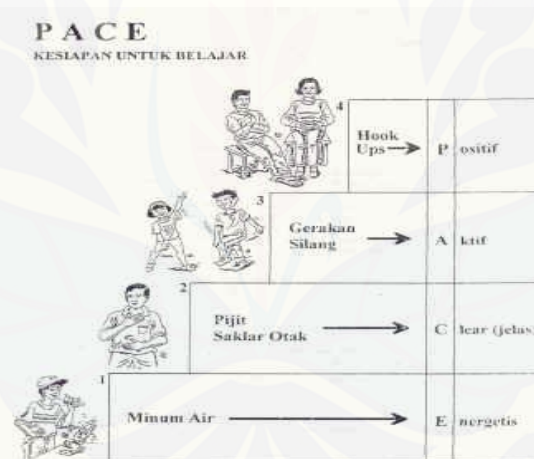 PACE
KESIAPAN UNTUK BELAJAR
4
Hook
Ups P ositif
3
Gerakan
Silang A ktif
2
Pijit
Saklar Otak C lear (jelas)
1
Minum Air E nergetis